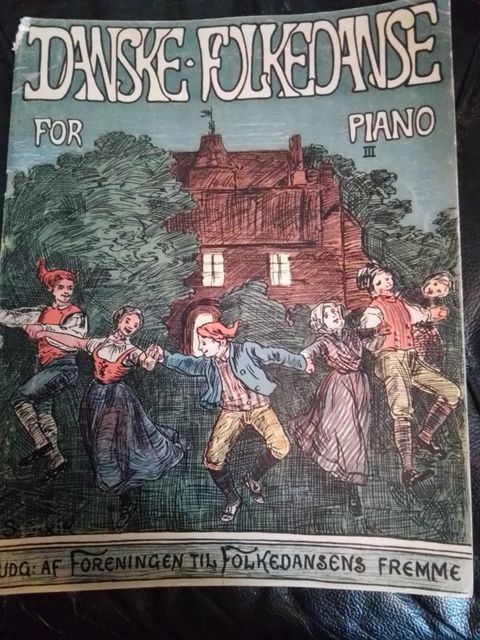 DANSKE · FOLKEDANSE
FOR PIANO
III
UDG: AF FORENINGEN TIL FOLKEDANSENS FREMME